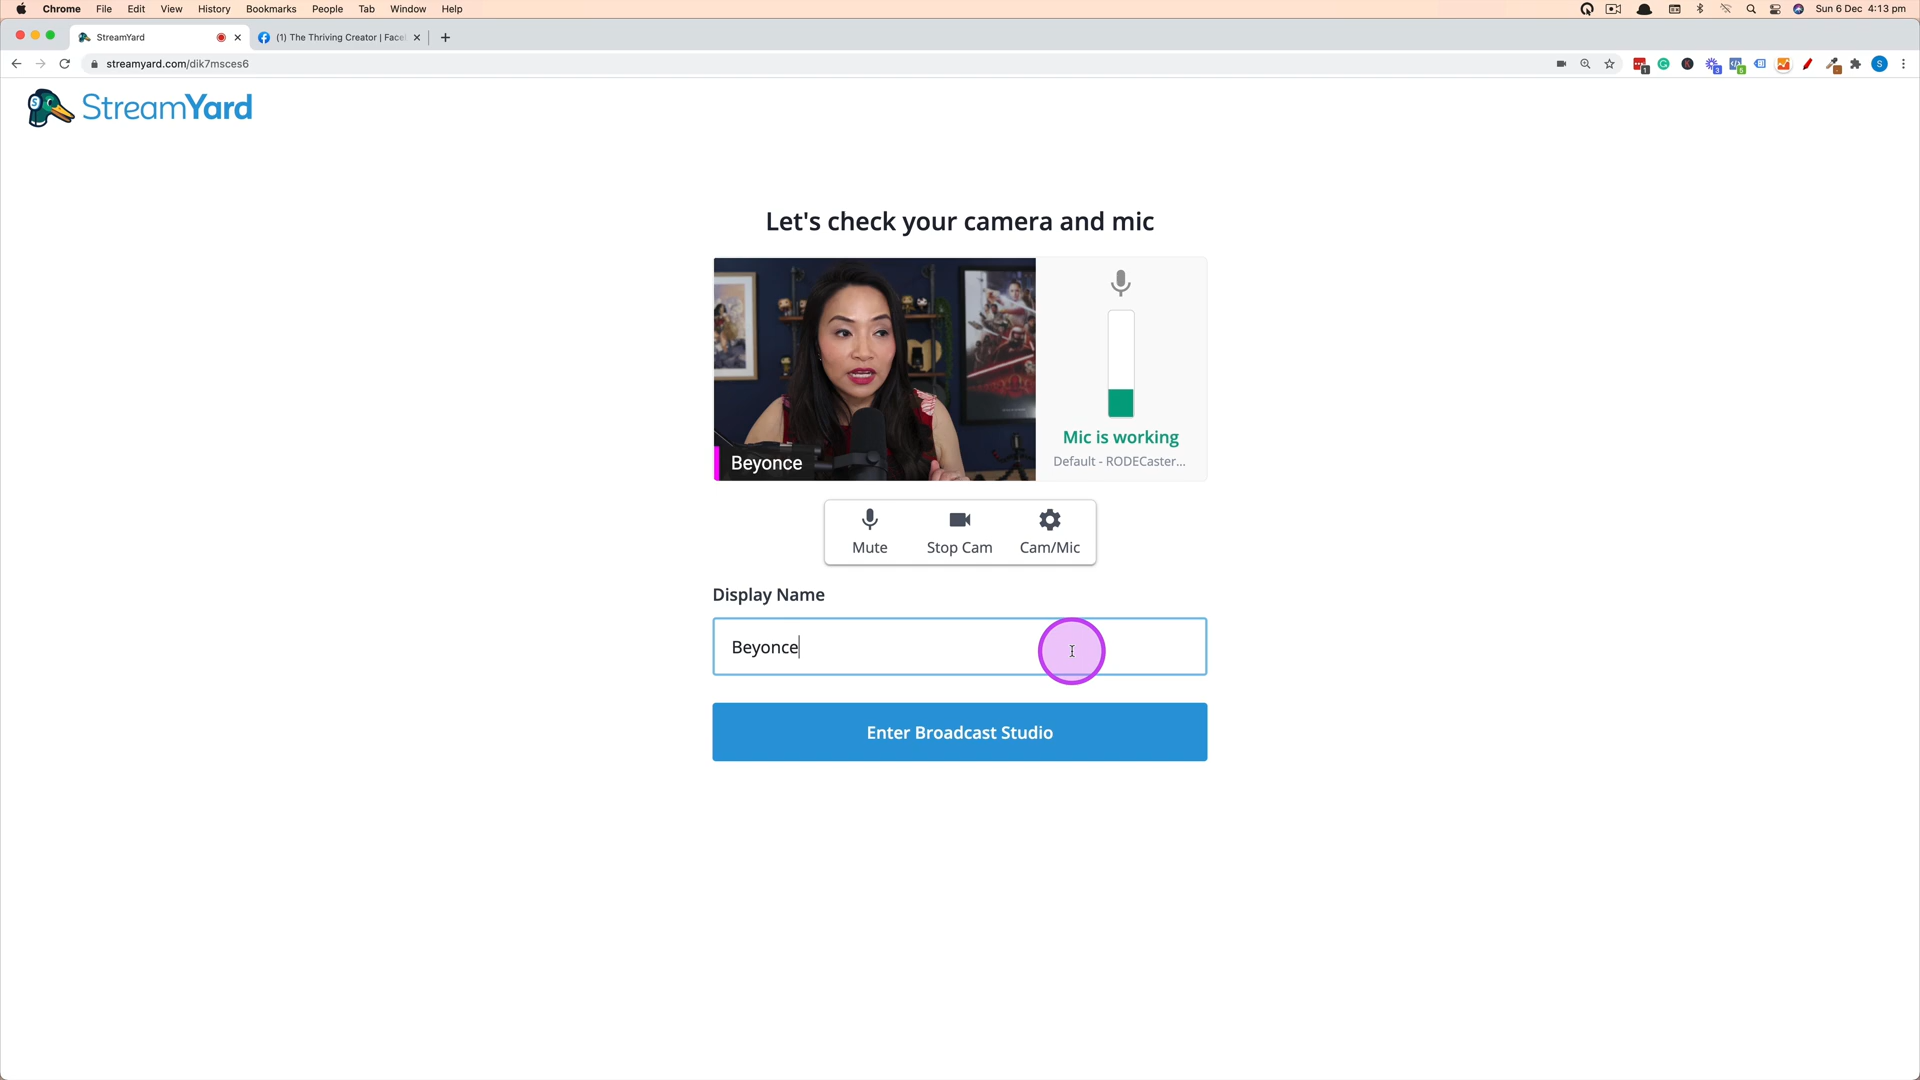 Chrome File Edit View History Bookmarks People Tab Window Help
Sun 6 Dec 4:13 pm
StreamYard
(1) The Thriving Creator | Face
streamyard.com/dik7msces6
StreamYard
Let's check your camera and mic
Beyonce
Mic is working
Default - RODECaster...
Mute Stop Cam Cam/Mic
Display Name
Beyonce
Enter Broadcast Studio